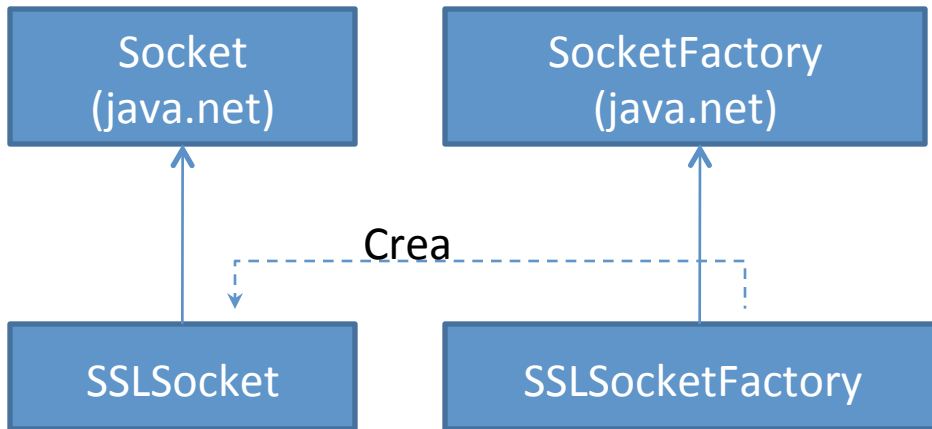 Socket
(java.net)
SocketFactory
(java.net)
Crea
SSLSocket
SSLSocketFactory